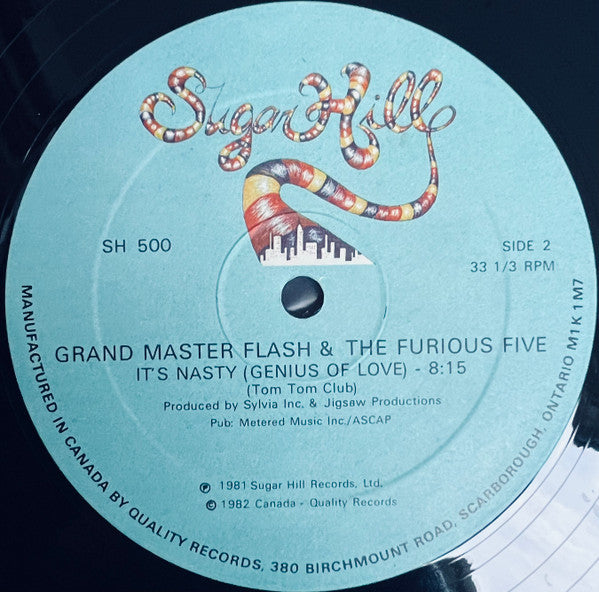 Sugar Hill
SH 500
SIDE 2
33 1/3 RPM
GRAND MASTER FLASH & THE FURIOUS FIVE
IT'S NASTY (GENIUS OF LOVE) - 8:15
(Tom Tom Club)
Produced by Sylvia Inc. & Jigsaw Productions
Pub: Metered Music Inc./ASCAP
℗ 1981 Sugar Hill Records, Ltd.
© 1982 Canada - Quality Records
MANUFACTURED IN CANADA BY QUALITY RECORDS, 380 BIRCHMOUNT ROAD, SCARBOROUGH, ONTARIO M1K 1M7